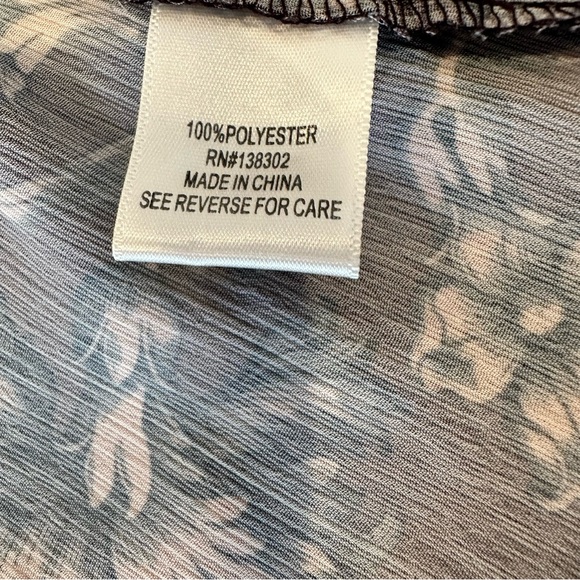 100%POLYESTER
RN#138302
MADE IN CHINA
SEE REVERSE FOR CARE